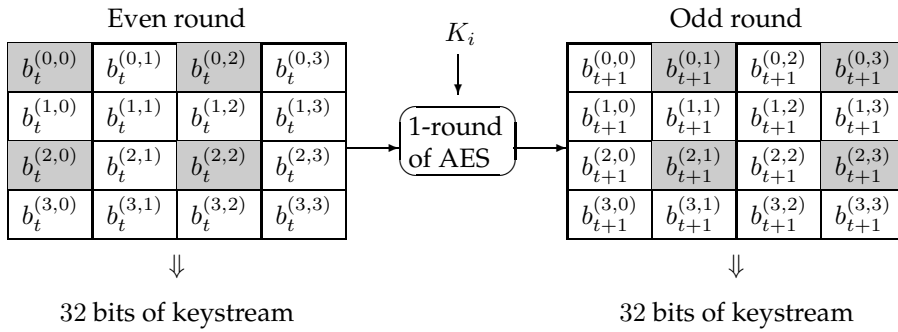 Even round
Odd round
K_i
b_t^{(0,0)} b_t^{(0,1)} b_t^{(0,2)} b_t^{(0,3)}
b_t^{(1,0)} b_t^{(1,1)} b_t^{(1,2)} b_t^{(1,3)}
b_t^{(2,0)} b_t^{(2,1)} b_t^{(2,2)} b_t^{(2,3)}
b_t^{(3,0)} b_t^{(3,1)} b_t^{(3,2)} b_t^{(3,3)}
1-round
of AES
b_{t+1}^{(0,0)} b_{t+1}^{(0,1)} b_{t+1}^{(0,2)} b_{t+1}^{(0,3)}
b_{t+1}^{(1,0)} b_{t+1}^{(1,1)} b_{t+1}^{(1,2)} b_{t+1}^{(1,3)}
b_{t+1}^{(2,0)} b_{t+1}^{(2,1)} b_{t+1}^{(2,2)} b_{t+1}^{(2,3)}
b_{t+1}^{(3,0)} b_{t+1}^{(3,1)} b_{t+1}^{(3,2)} b_{t+1}^{(3,3)}
⇓
⇓
32 bits of keystream
32 bits of keystream